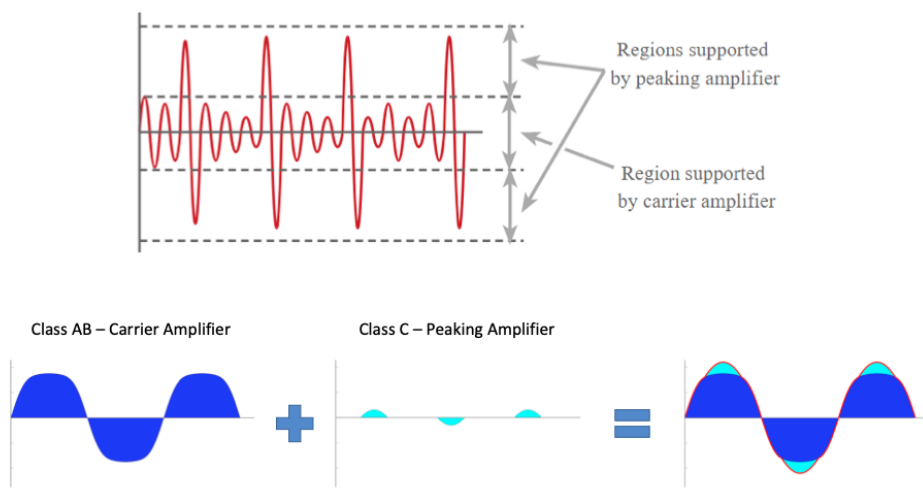 Regions supported
by peaking amplifier
Region supported
by carrier amplifier
Class AB – Carrier Amplifier
Class C – Peaking Amplifier